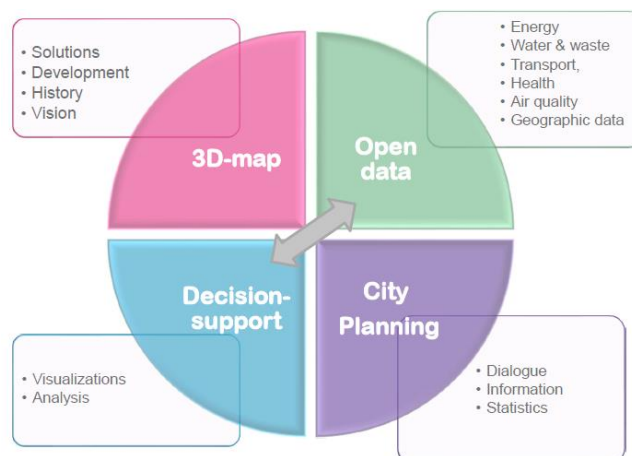 • Solutions
• Development
• History
• Vision
• Energy
• Water & waste
• Transport,
• Health
• Air quality
• Geographic data
3D-map
Open
data
Decision-
support
City
Planning
• Visualizations
• Analysis
• Dialogue
• Information
• Statistics